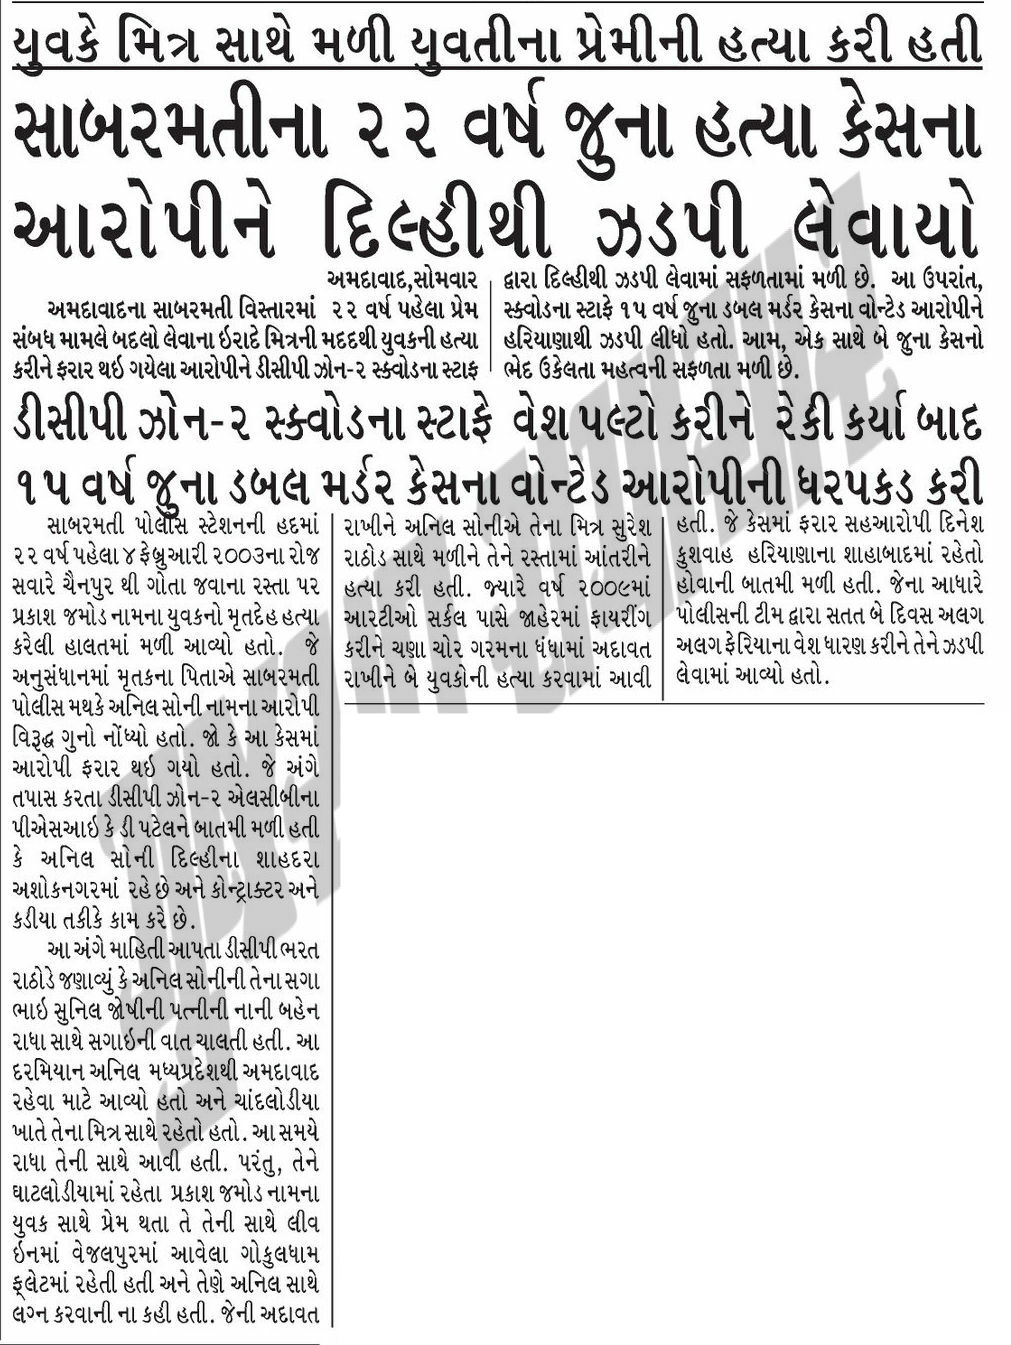 યુવકે મિત્ર સાથે મળી યુવતીના પ્રેમીની હત્યા કરી હતી
સાબરમતીના ૨૨ વર્ષ જુના હત્યા કેસના
આરોપીને દિલ્હીથી ઝડપી લેવાયો
અમદાવાદ,સોમવાર
અમદાવાદના સાબરમતી વિસ્તારમાં ૨૨ વર્ષ પહેલા પ્રેમ
સંબધ મામલે બદલો લેવાના ઇરાદે મિત્રની મદદથી યુવકની હત્યા
કરીને ફરાર થઇ ગયેલા આરોપીને ડીસીપી ઝોન-૨ સ્ક્વોડના સ્ટાફ
દ્વારા દિલ્હીથી ઝડપી લેવામાં સફળતામાં મળી છે. આ ઉપરાંત,
સ્ક્વોડના સ્ટાફે ૧૫ વર્ષ જુના ડબલ મર્ડર કેસના વોન્ટેડ આરોપીને
હરિયાણાથી ઝડપી લીધો હતો. આમ, એક સાથે બે જુના કેસનો
ભેદ ઉકેલતા મહત્વની સફળતા મળી છે.
ડીસીપી ઝોન-૨ સ્ક્વોડના સ્ટાફે વેશ પલ્ટો કરીને રેકી કર્યા બાદ
૧૫ વર્ષ જુના ડબલ મર્ડર કેસના વોન્ટેડ આરોપીની ધરપકડ કરી
સાબરમતી પોલીસ સ્ટેશનની હદમાં
૨૨ વર્ષ પહેલા ૪ ફેબ્રુઆરી ૨૦૦૩ના રોજ
સવારે ચૈનપુર થી ગોતા જવાના રસ્તા પર
પ્રકાશ જમોડ નામના યુવકનો મૃતદેહ હત્યા
કરેલી હાલતમાં મળી આવ્યો હતો. જે
અનુસંધાનમાં મૃતકના પિતાએ સાબરમતી
પોલીસ મથકે અનિલ સોની નામના આરોપી
વિરૂદ્ધ ગુનો નોંધ્યો હતો. જો કે આ કેસમાં
આરોપી ફરાર થઇ ગયો હતો. જે અંગે
તપાસ કરતા ડીસીપી ઝોન-૨ એલસીબીના
પીએસઆઇ કે ડી પટેલને બાતમી મળી હતી
કે અનિલ સોની દિલ્હીના શાહદરા
અશોકનગરમાં રહે છે અને કોન્ટ્રાક્ટર અને
કડીયા તકીકે કામ કરે છે.
આ અંગે માહિતી આપતા ડીસીપી ભરત
રાઠોડે જણાવ્યું કે અનિલ સોનીની તેના સગા
ભાઇ સુનિલ જોષીની પત્નીની નાની બહેન
રાધા સાથે સગાઇની વાત ચાલતી હતી. આ
દરમિયાન અનિલ મધ્યપ્રદેશથી અમદાવાદ
રહેવા માટે આવ્યો હતો અને ચાંદલોડીયા
ખાતે તેના મિત્ર સાથે રહેતો હતો. આ સમયે
રાધા તેની સાથે આવી હતી. પરંતુ, તેને
ઘાટલોડીયામાં રહેતા પ્રકાશ જમોડ નામના
યુવક સાથે પ્રેમ થતા તે તેની સાથે લીવ
ઇનમાં વેજલપુરમાં આવેલા ગોકુલધામ
ફ્લેટમાં રહેતી હતી અને તેણે અનિલ સાથે
લગ્ન કરવાની ના કહી હતી. જેની અદાવત
રાખીને અનિલ સોનીએ તેના મિત્ર સુરેશ
રાઠોડ સાથે મળીને તેને રસ્તામાં આંતરીને
હત્યા કરી હતી. જ્યારે વર્ષ ૨૦૦૯માં
આરટીઓ સર્કલ પાસે જાહેરમાં ફાયરીંગ
કરીને ચણા ચોર ગરમના ધંધામાં અદાવત
રાખીને બે યુવકોની હત્યા કરવામાં આવી
હતી. જે કેસમાં ફરાર સહઆરોપી દિનેશ
કુશવાહ હરિયાણાના શાહાબાદમાં રહેતો
હોવાની બાતમી મળી હતી. જેના આધારે
પોલીસની ટીમ દ્વારા સતત બે દિવસ અલગ
અલગ ફેરિયાના વેશ ધારણ કરીને તેને ઝડપી
લેવામાં આવ્યો હતો.